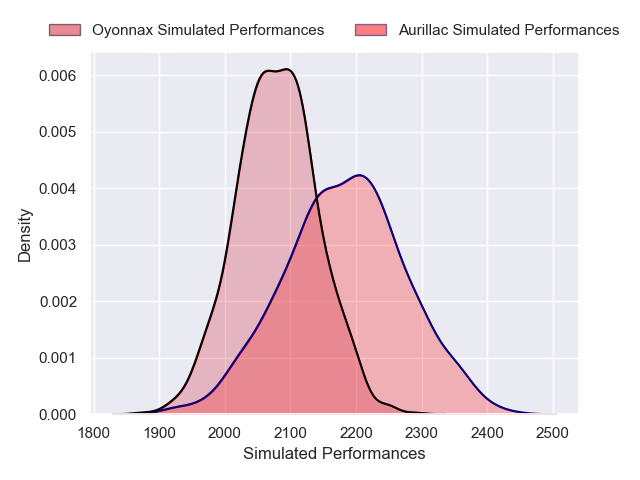 Oyonnax Simulated Performances Aurillac Simulated Performances
0.006
0.005
0.004
0.003
0.002
0.001
0.000
Density
1800 1900 2000 2100 2200 2300 2400 2500
Simulated Performances